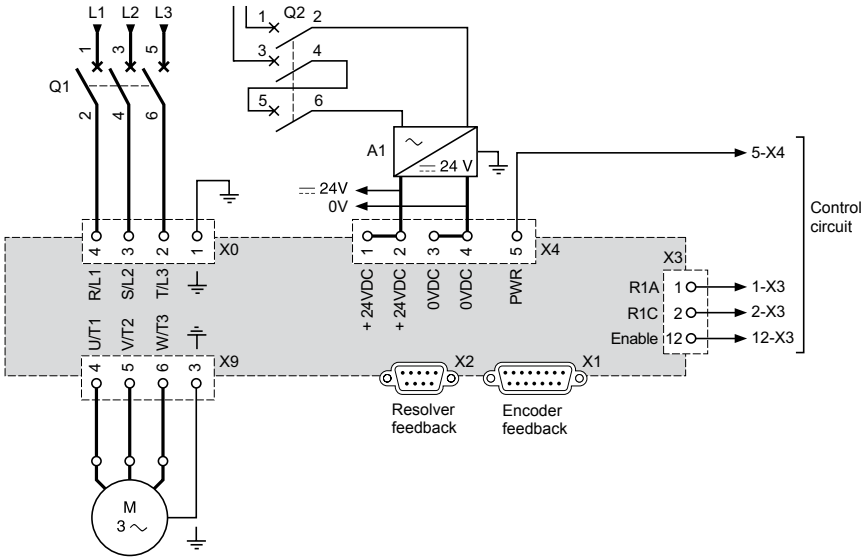 L1 L2 L3
1 3 5
Q1
2 4 6
Q2
1 2
3 4
5 6
A1
24 V
24V
0V
5-X4
Control
circuit
4 3 2 1 X0
R/L1 S/L2 T/L3
1 2 3 4 5 X4
+24VDC +24VDC 0VDC 0VDC PWR
X3
R1A 1 1-X3
R1C 2 2-X3
Enable 12 12-X3
U/T1 V/T2 W/T3
4 5 6 3 X9
X2
X1
Resolver
feedback
Encoder
feedback
M
3